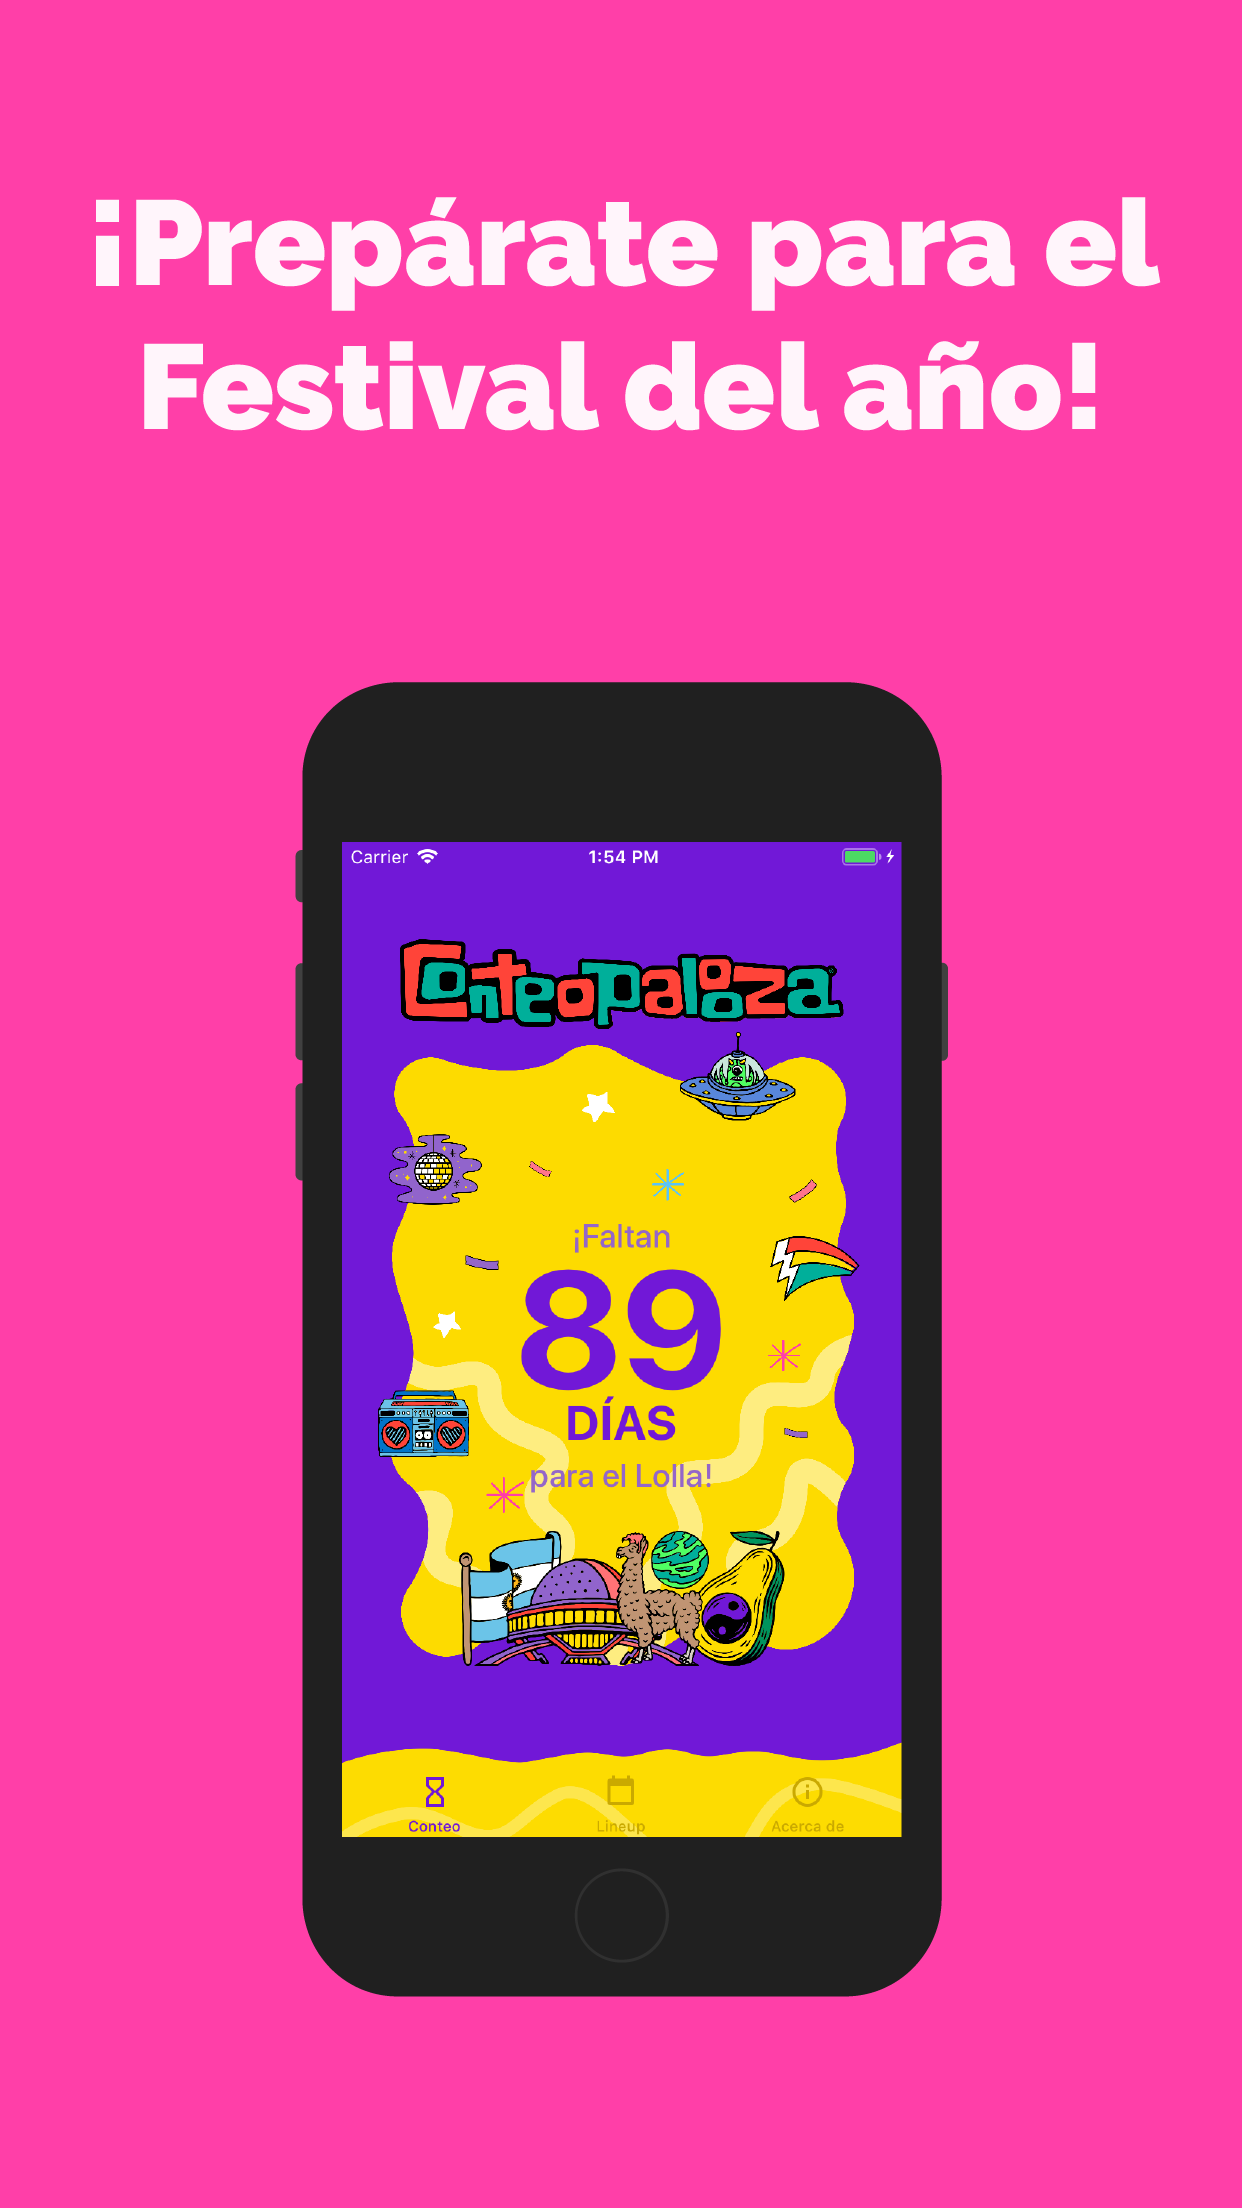 ¡Prepárate para el
Festival del año!
Carrier
1:54 PM
Conteopalooza
¡Faltan
89
DÍAS
para el Lolla!
Conteo
Lineup
Acerca de